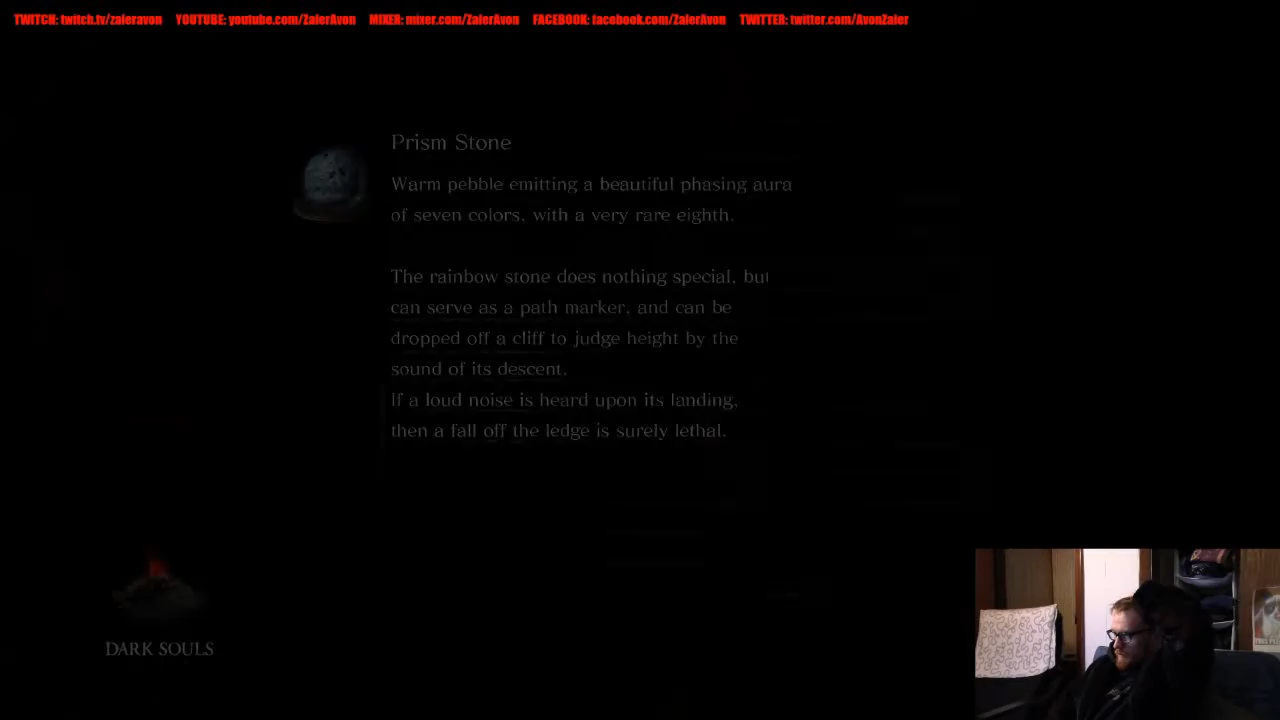 TWITCH: twitch.tv/zaleravon YOUTUBE: youtube.com/ZalerAvon MIXER: mixer.com/ZalerAvon FACEBOOK: facebook.com/ZalerAvon TWITTER: twitter.com/AvonZaler
Prism Stone
Warm pebble emitting a beautiful phasing aura
of seven colors, with a very rare eighth.
The rainbow stone does nothing special, but
can serve as a path marker, and can be
dropped off a cliff to judge height by the
sound of its descent.
If a loud noise is heard upon its landing,
then a fall off the ledge is surely lethal.
DARK SOULS